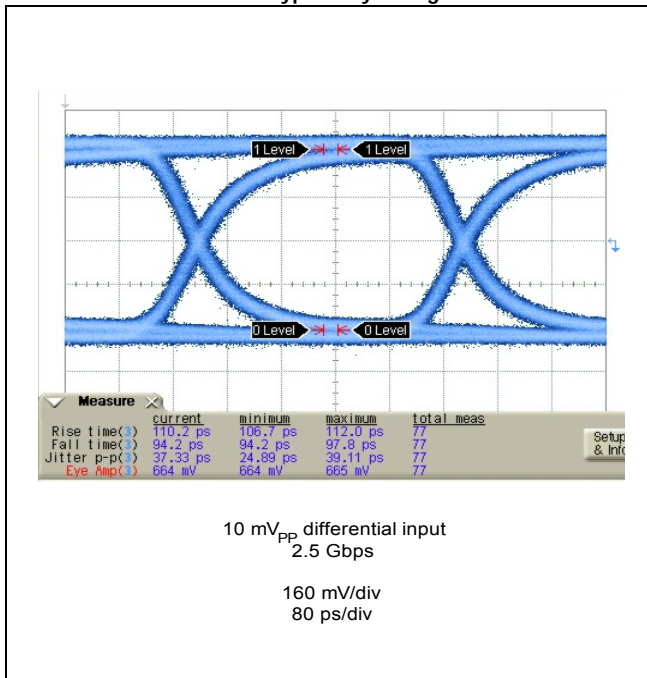 1 Level 1 Level
0 Level 0 Level
Measure
current minimum maximum total meas
Rise time(3) 110.2 ps 106.7 ps 112.0 ps 77
Fall time(3) 94.2 ps 94.2 ps 97.8 ps 77
Jitter p-p(3) 37.33 ps 24.89 ps 39.11 ps 77
Eye Amp(3) 664 mV 664 mV 665 mV 77
Setup
& Info
10 mVPP differential input
2.5 Gbps
160 mV/div
80 ps/div